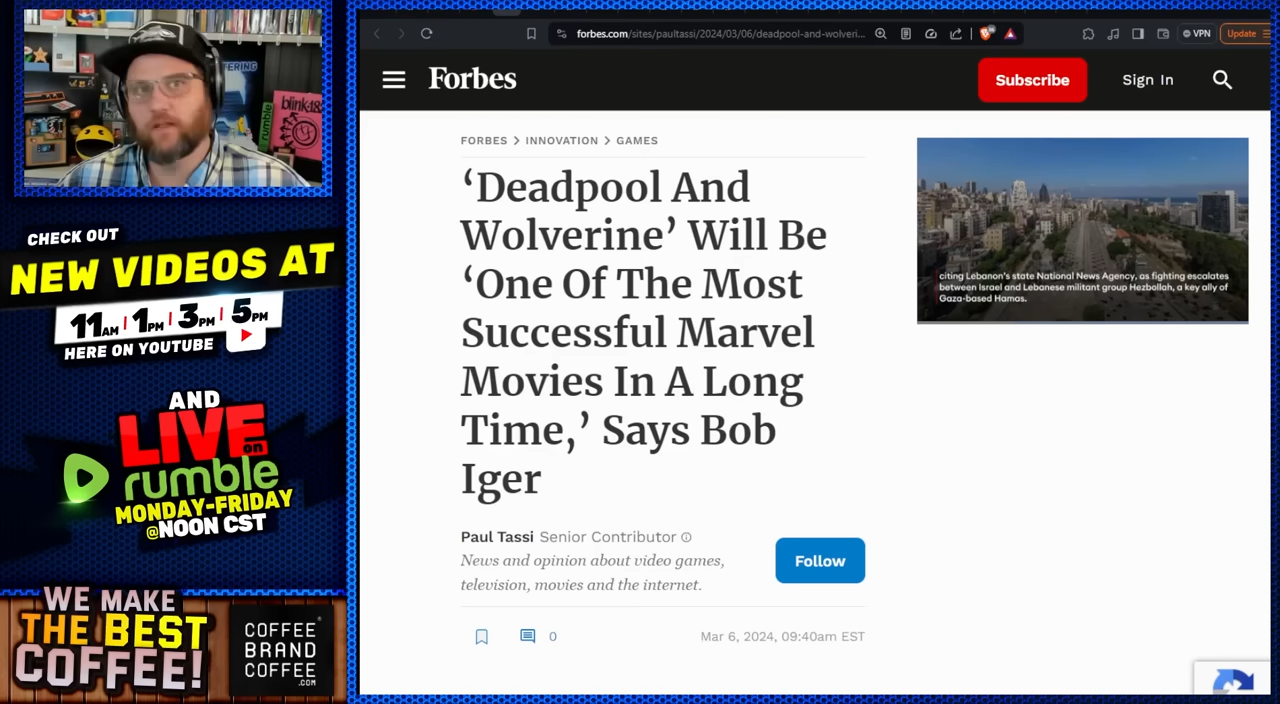 blink-182
rumble
CHECK OUT
NEW VIDEOS AT
11AM | 1PM | 3PM | 5PM
HERE ON YOUTUBE
AND
LIVE on
rumble
MONDAY-FRIDAY
@NOON CST
WE MAKE
THE BEST
COFFEE!
COFFEE
BRAND
COFFEE
.COM
forbes.com/sites/paultassi/2024/03/06/deadpool-and-wolveri...
VPN
Update
Forbes
Subscribe
Sign In
FORBES > INNOVATION > GAMES
‘Deadpool And
Wolverine’ Will Be
‘One Of The Most
Successful Marvel
Movies In A Long
Time,’ Says Bob
Iger
Paul Tassi Senior Contributor
News and opinion about video games,
television, movies and the internet.
Follow
0
Mar 6, 2024, 09:40am EST
citing Lebanon's state National News Agency, as fighting escalates
between Israel and Lebanese militant group Hezbollah, a key ally of
Gaza-based Hamas.